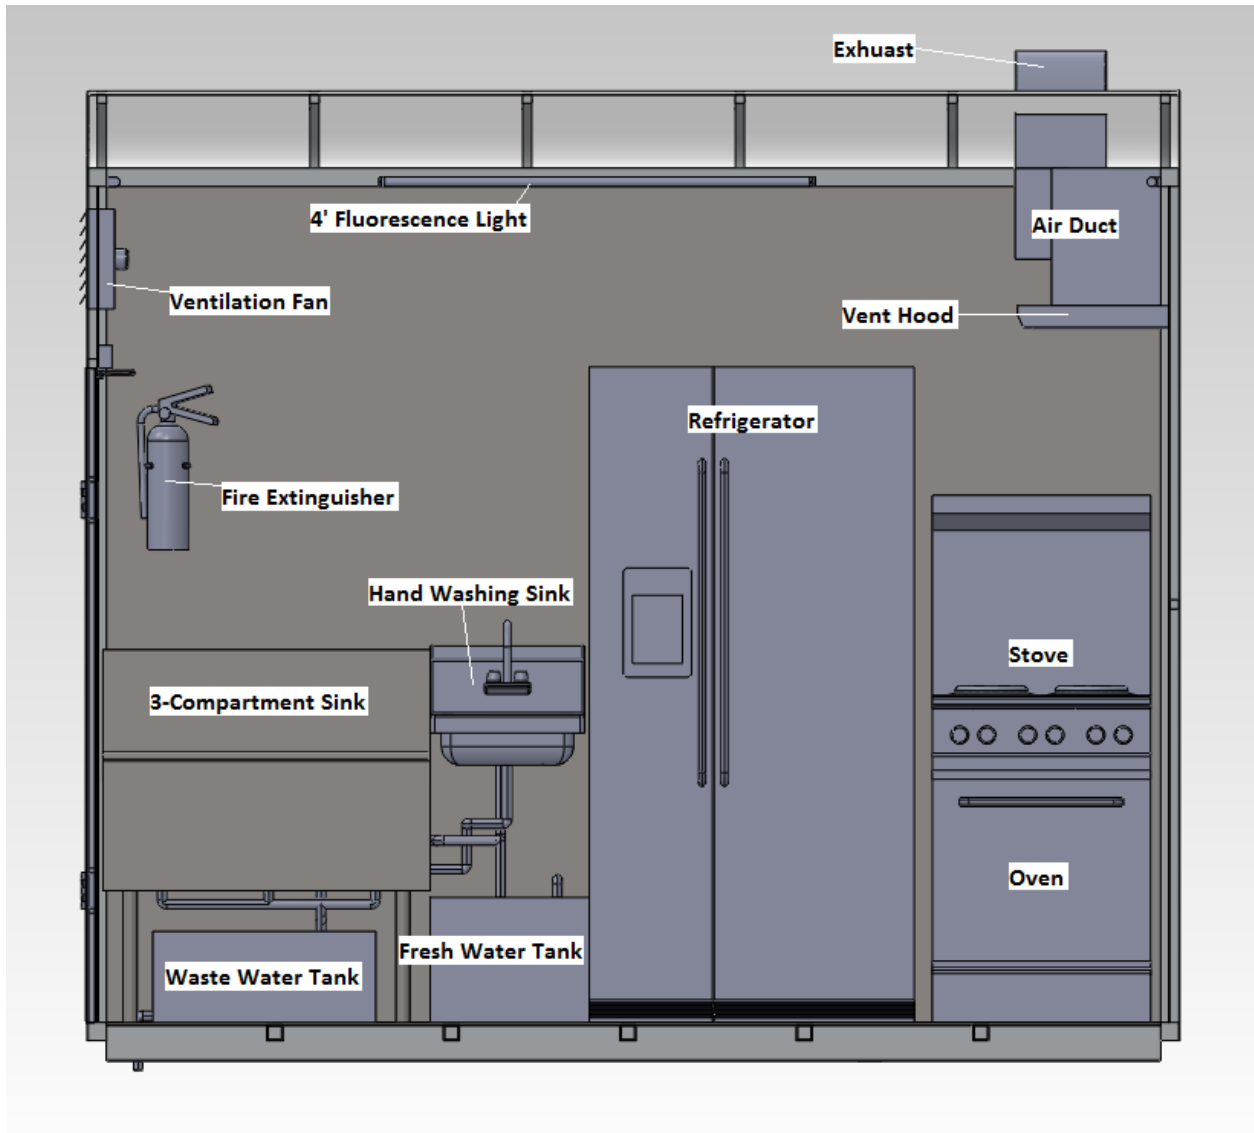 Exhuast
4' Fluorescence Light
Air Duct
Ventilation Fan
Vent Hood
Refrigerator
Fire Extinguisher
Hand Washing Sink
Stove
3-Compartment Sink
Oven
Fresh Water Tank
Waste Water Tank